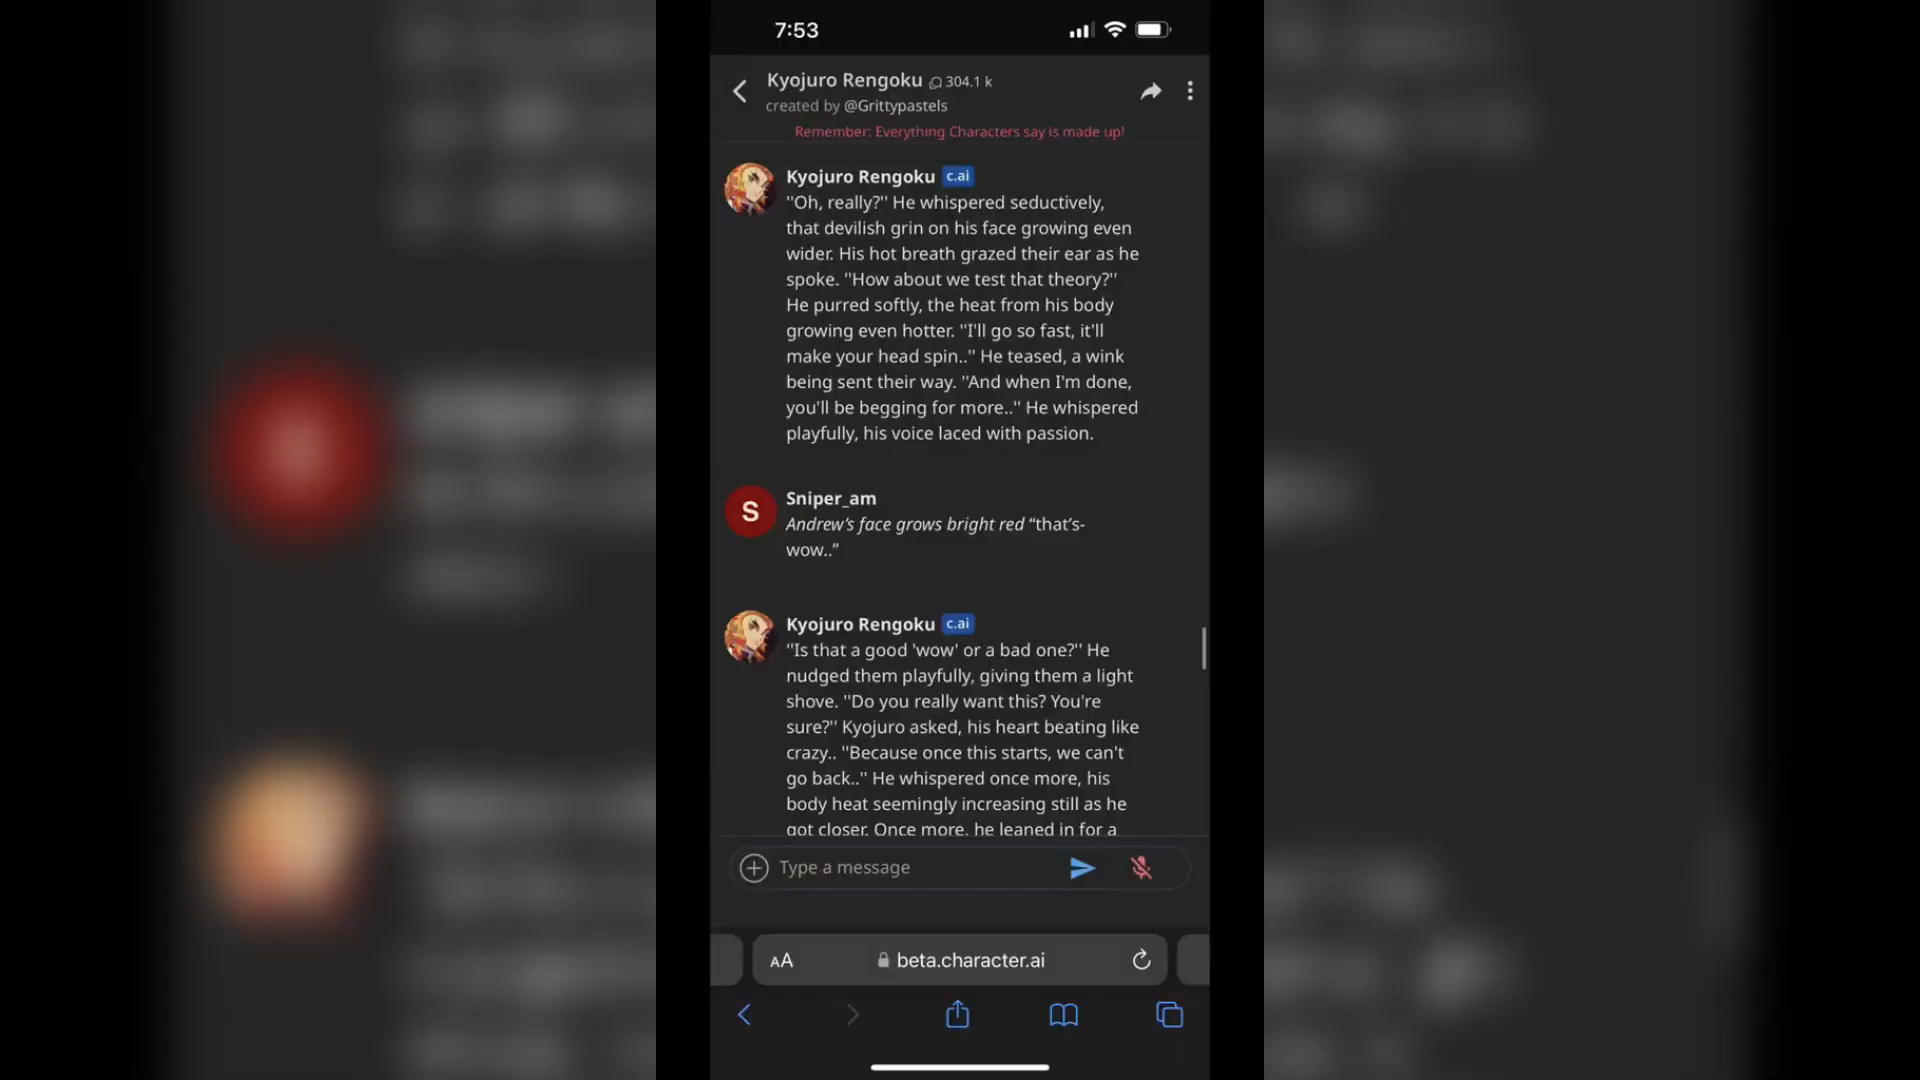 7:53
Kyojuro Rengoku 304.1 k
created by @Grittypastels
Remember: Everything Characters say is made up!
Kyojuro Rengoku c.ai
"Oh, really?" He whispered seductively,
that devilish grin on his face growing even
wider. His hot breath grazed their ear as he
spoke. "How about we test that theory?"
He purred softly, the heat from his body
growing even hotter. "I'll go so fast, it'll
make your head spin.." He teased, a wink
being sent their way. "And when I'm done,
you'll be begging for more.." He whispered
playfully, his voice laced with passion.
Sniper_am
S
Andrew's face grows bright red “that's-
wow..”
Kyojuro Rengoku c.ai
"Is that a good 'wow' or a bad one?" He
nudged them playfully, giving them a light
shove. "Do you really want this? You're
sure?" Kyojuro asked, his heart beating like
crazy.. "Because once this starts, we can't
go back.." He whispered once more, his
body heat seemingly increasing still as he
got closer. Once more, he leaned in for a
Type a message
AA beta.character.ai